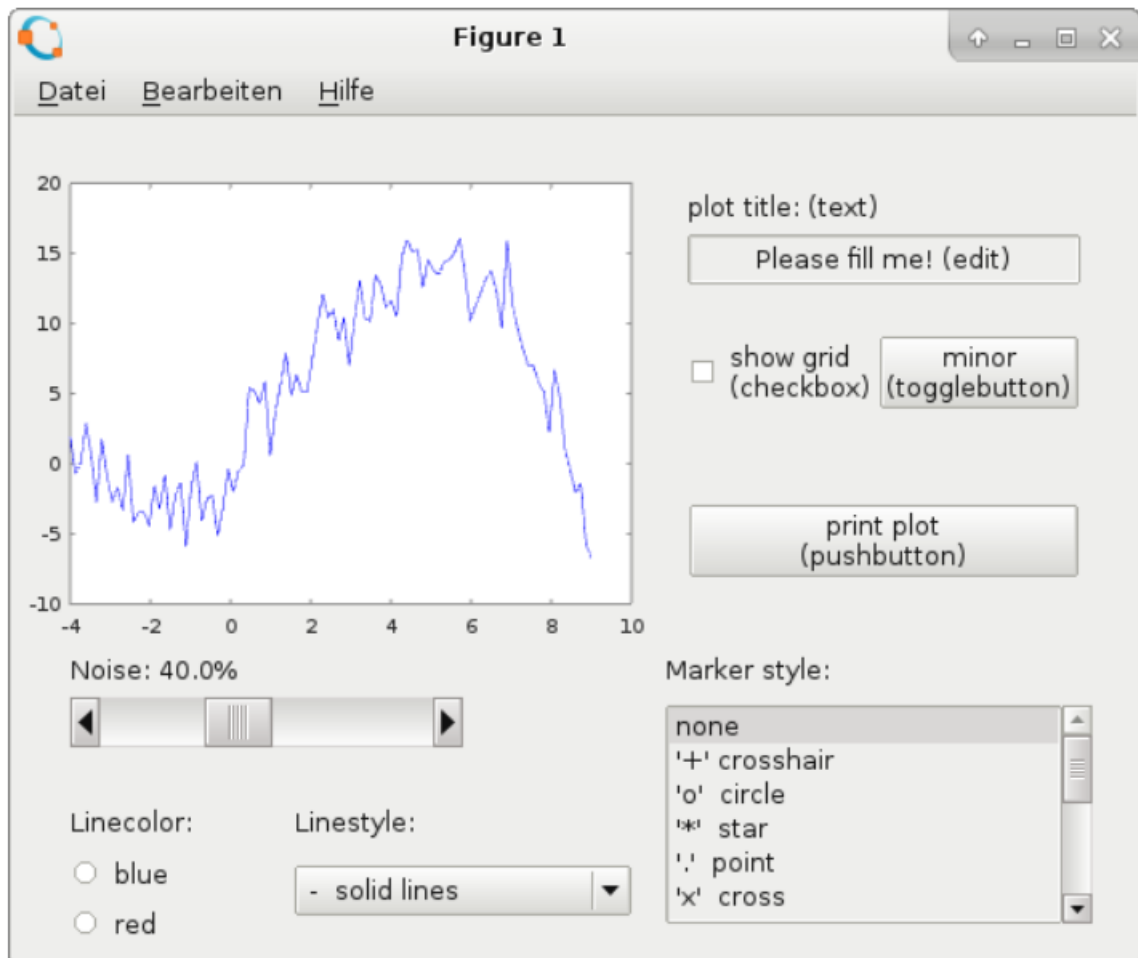 Figure 1
Datei Bearbeiten Hilfe
20
15
10
5
0
-5
-10
-4 -2 0 2 4 6 8 10
plot title: (text)
Please fill me! (edit)
show grid
(checkbox)
minor
(togglebutton)
print plot
(pushbutton)
Noise: 40.0%
Linecolor:
blue
red
Linestyle:
- solid lines
Marker style:
none
'+' crosshair
'o' circle
'*' star
'.' point
'x' cross